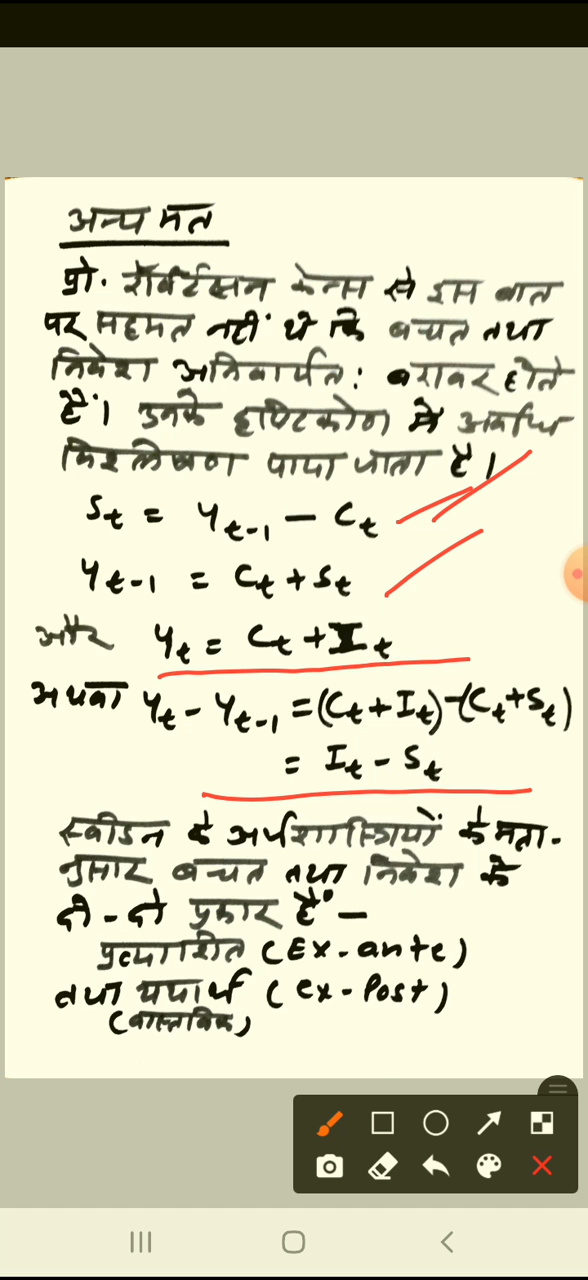 अन्य मत
प्रो. रॉबर्टसन केन्स से इस बात
पर सहमत नहीं थे कि बचत तथा
निवेश अनिवार्यत: बराबर होते
हैं। उनके दृष्टिकोण में अवधि
विश्लेषण पाया जाता है।
St = Yt-1 - Ct
Yt-1 = Ct + St
और Yt = Ct + It
अथवा Yt - Yt-1 = (Ct + It) - (Ct + St)
= It - St
स्वीडन के अर्थशास्त्रियों के मता-
नुसार बचत तथा निवेश के
दो-दो प्रकार हैं -
प्रत्याशित (Ex-ante)
तथा यथार्थ (ex-Post)
(वास्तविक)